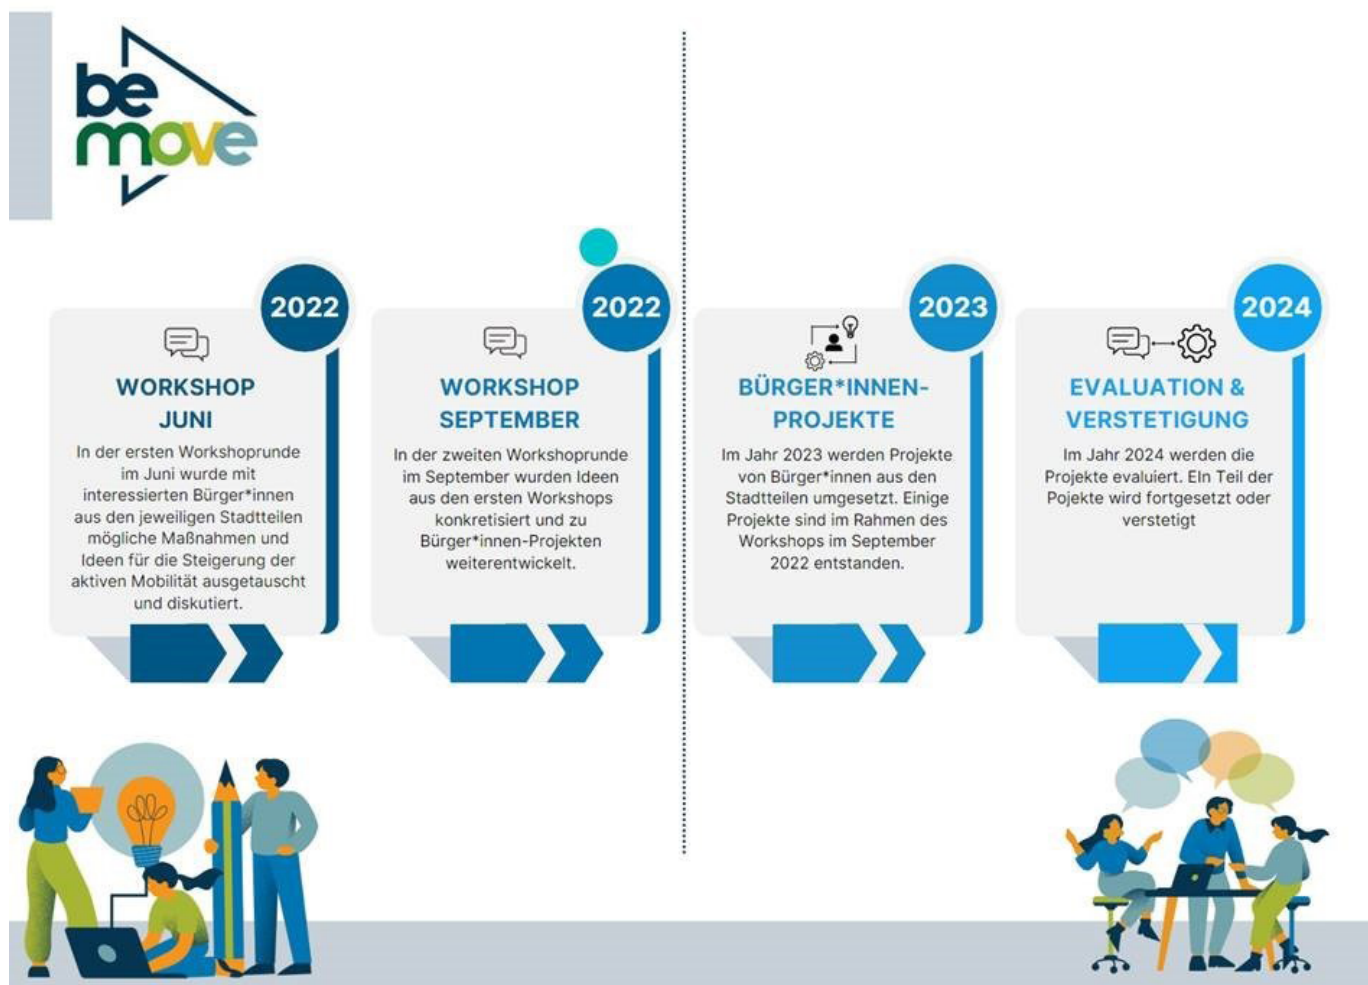 be
move
2022
WORKSHOP
JUNI
In der ersten Workshoprunde
im Juni wurde mit
interessierten Bürger*innen
aus den jeweiligen Stadtteilen
mögliche Maßnahmen und
Ideen für die Steigerung der
aktiven Mobilität ausgetauscht
und diskutiert.
2022
WORKSHOP
SEPTEMBER
In der zweiten Workshoprunde
im September wurden Ideen
aus den ersten Workshops
konkretisiert und zu
Bürger*innen-Projekten
weiterentwickelt.
2023
BÜRGER*INNEN-
PROJEKTE
Im Jahr 2023 werden Projekte
von Bürger*innen aus den
Stadtteilen umgesetzt. Einige
Projekte sind im Rahmen des
Workshops im September
2022 entstanden.
2024
EVALUATION &
VERSTETIGUNG
Im Jahr 2024 werden die
Projekte evaluiert. EIn Teil der
Pojekte wird fortgesetzt oder
verstetigt